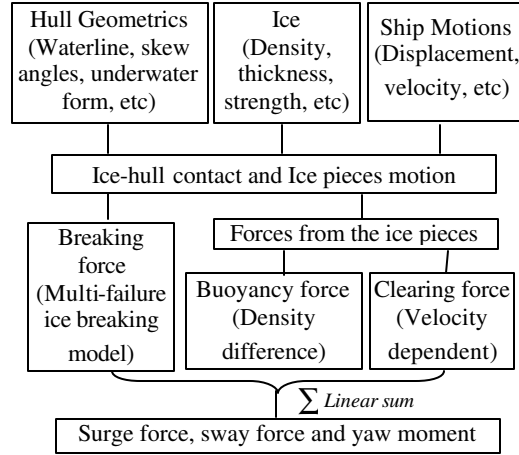 Hull Geometrics
(Waterline, skew
angles, underwater
form, etc)
Ice
(Density,
thickness,
strength, etc)
Ship Motions
(Displacement,
velocity, etc)
Ice-hull contact and Ice pieces motion
Breaking
force
(Multi-failure
ice breaking
model)
Forces from the ice pieces
Buoyancy force
(Density
difference)
Clearing force
(Velocity
dependent)
∑ Linear sum
Surge force, sway force and yaw moment